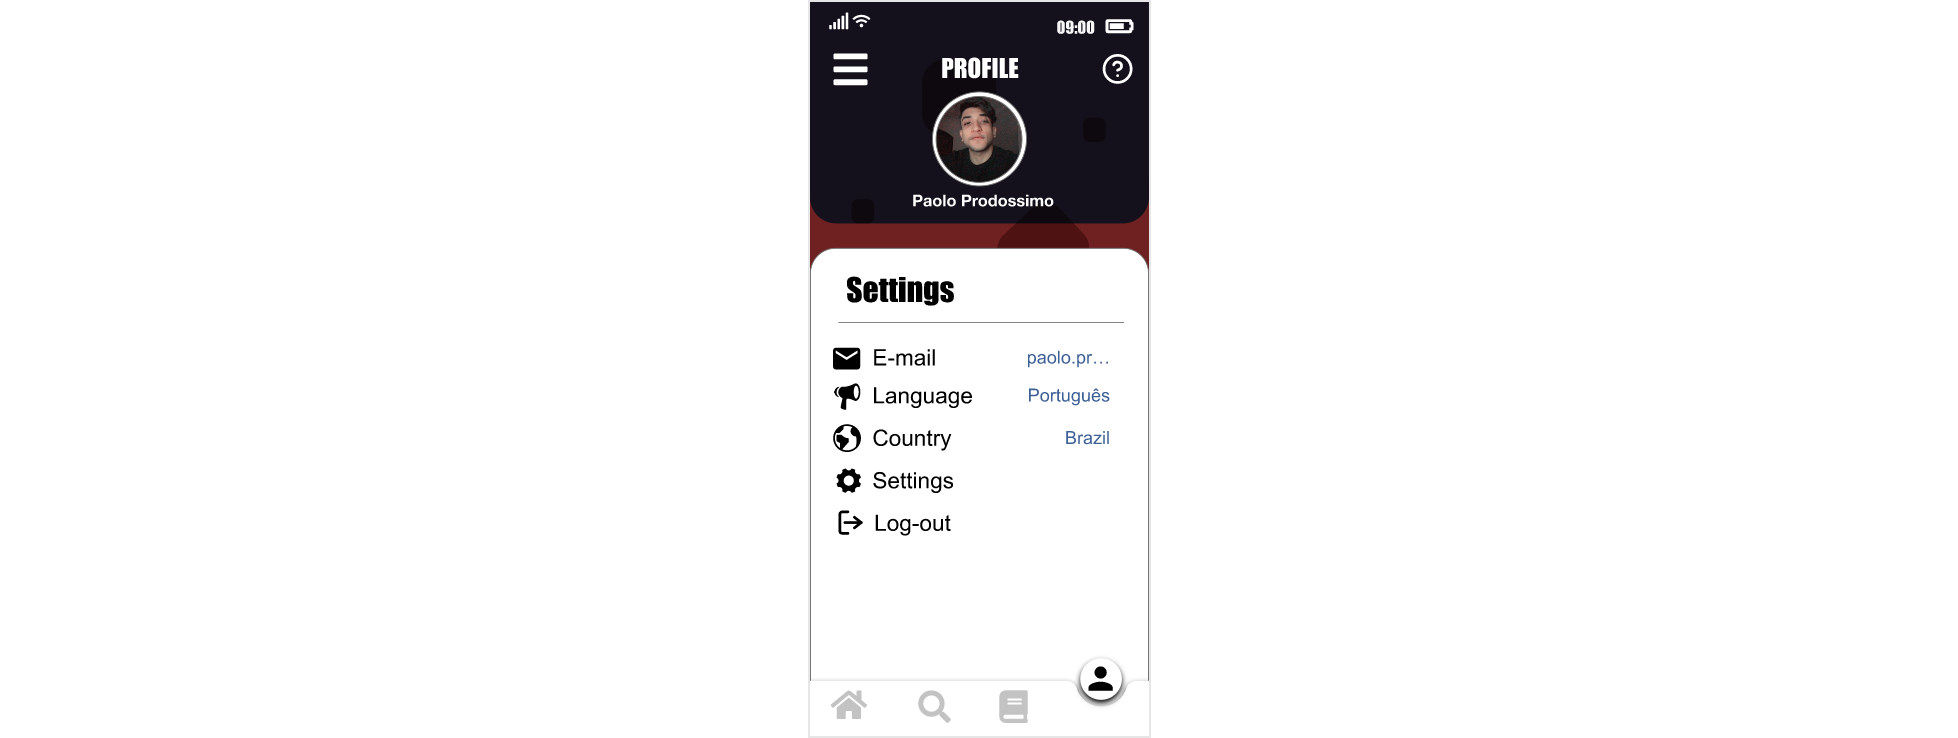 09:00
PROFILE
Paolo Prodossimo
Settings
E-mail paolo.pr...
Language Português
Country Brazil
Settings
Log-out